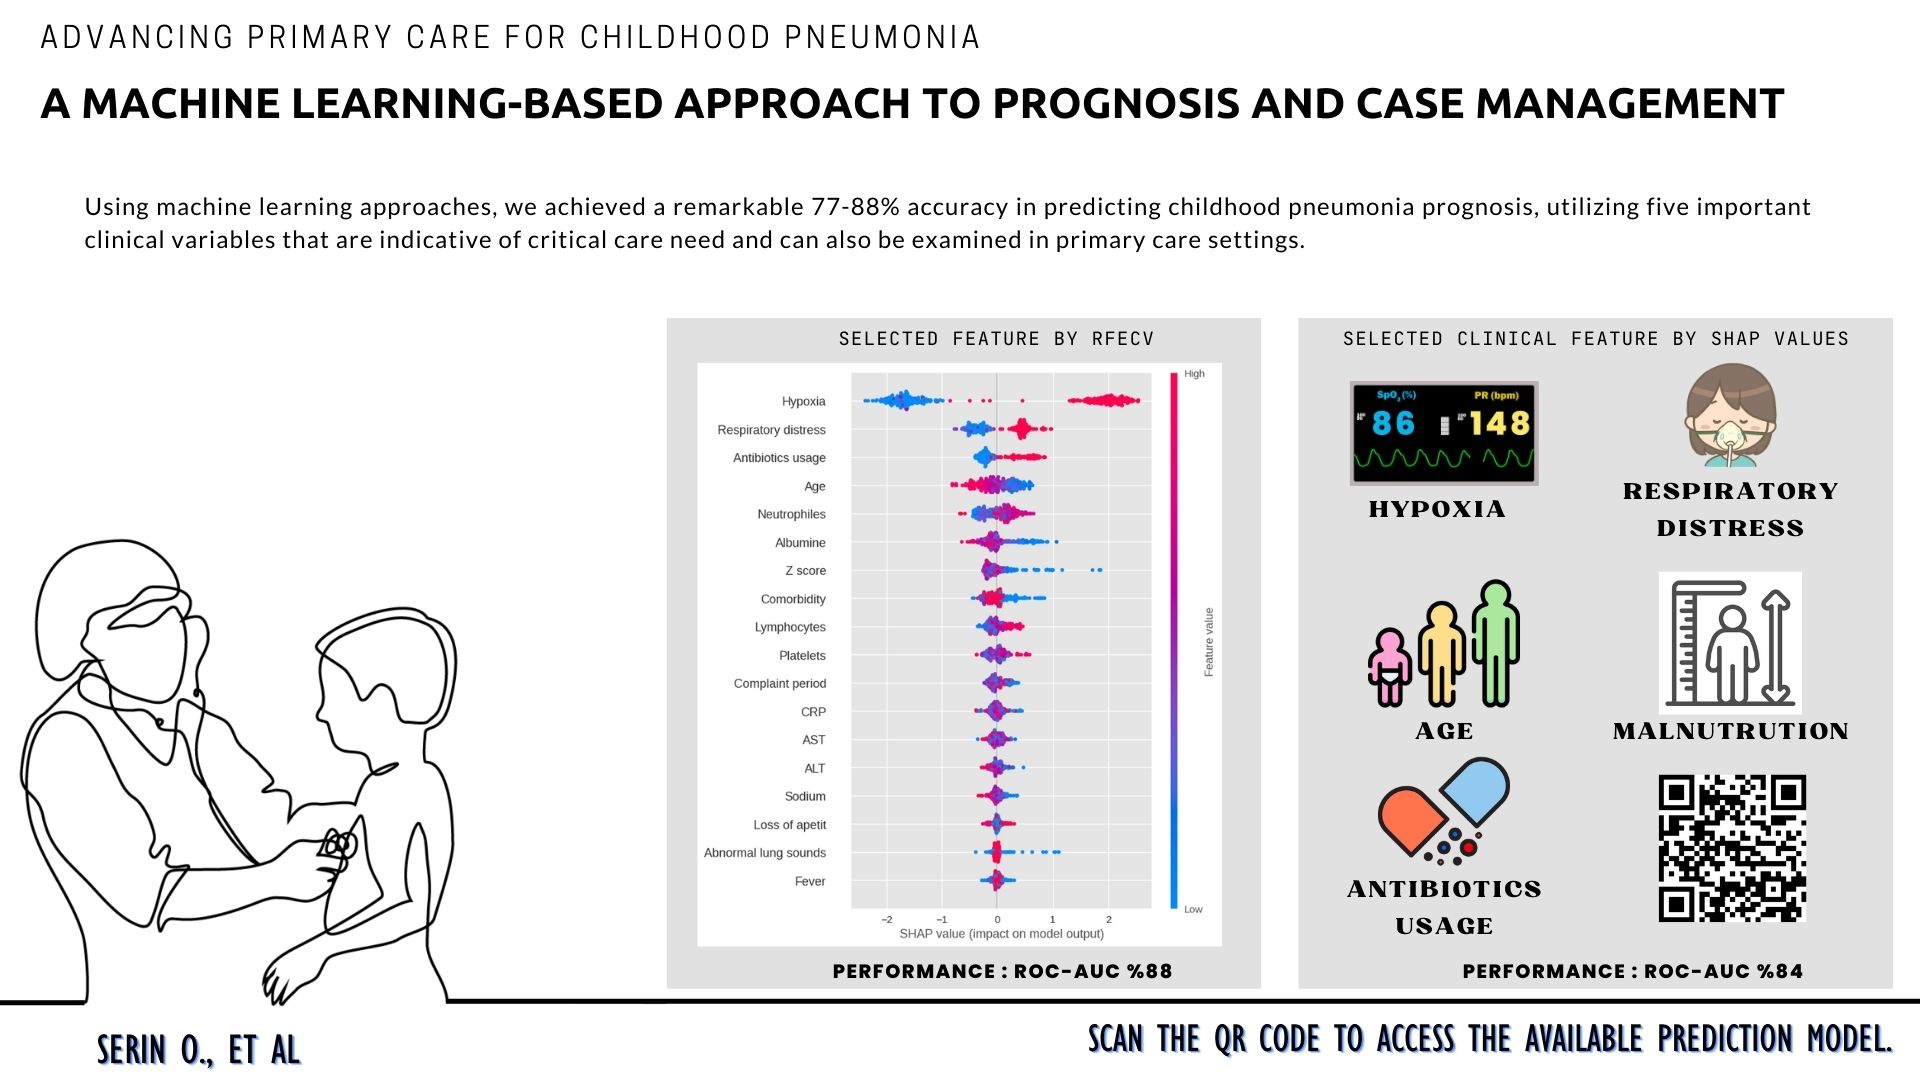 ADVANCING PRIMARY CARE FOR CHILDHOOD PNEUMONIA
A MACHINE LEARNING-BASED APPROACH TO PROGNOSIS AND CASE MANAGEMENT
Using machine learning approaches, we achieved a remarkable 77-88% accuracy in predicting childhood pneumonia prognosis, utilizing five important
clinical variables that are indicative of critical care need and can also be examined in primary care settings.
SELECTED FEATURE BY RFECV
High
Hypoxia
Respiratory distress
Antibiotics usage
Age
Neutrophiles
Albumine
Z score
Comorbidity
Lymphocytes
Platelets
Complaint period
CRP
AST
ALT
Sodium
Loss of apetit
Abnormal lung sounds
Fever
Feature value
Low
−2 −1 0 1 2
SHAP value (impact on model output)
PERFORMANCE : ROC-AUC %88
SELECTED CLINICAL FEATURE BY SHAP VALUES
SpO2(%) PR (bpm)
86 148
HYPOXIA
RESPIRATORY
DISTRESS
AGE
MALNUTRUTION
ANTIBIOTICS
USAGE
PERFORMANCE : ROC-AUC %84
SERIN O., ET AL
SCAN THE QR CODE TO ACCESS THE AVAILABLE PREDICTION MODEL.